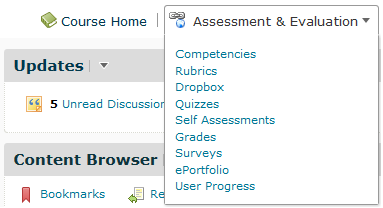 Course Home
Assessment & Evaluation
Updates
5 Unread Discussion
Competencies
Rubrics
Dropbox
Quizzes
Self Assessments
Grades
Surveys
ePortfolio
User Progress
Content Browser
Bookmarks